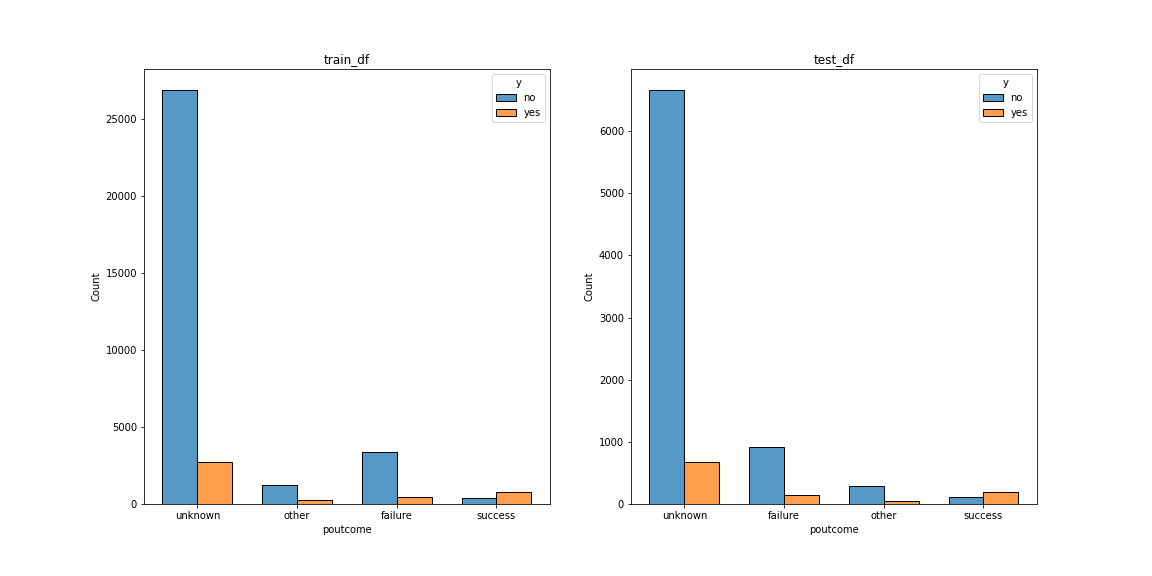 train_df
y
no
yes
Count
25000
20000
15000
10000
5000
0
unknown other failure success
poutcome
test_df
y
no
yes
Count
6000
5000
4000
3000
2000
1000
0
unknown failure other success
poutcome